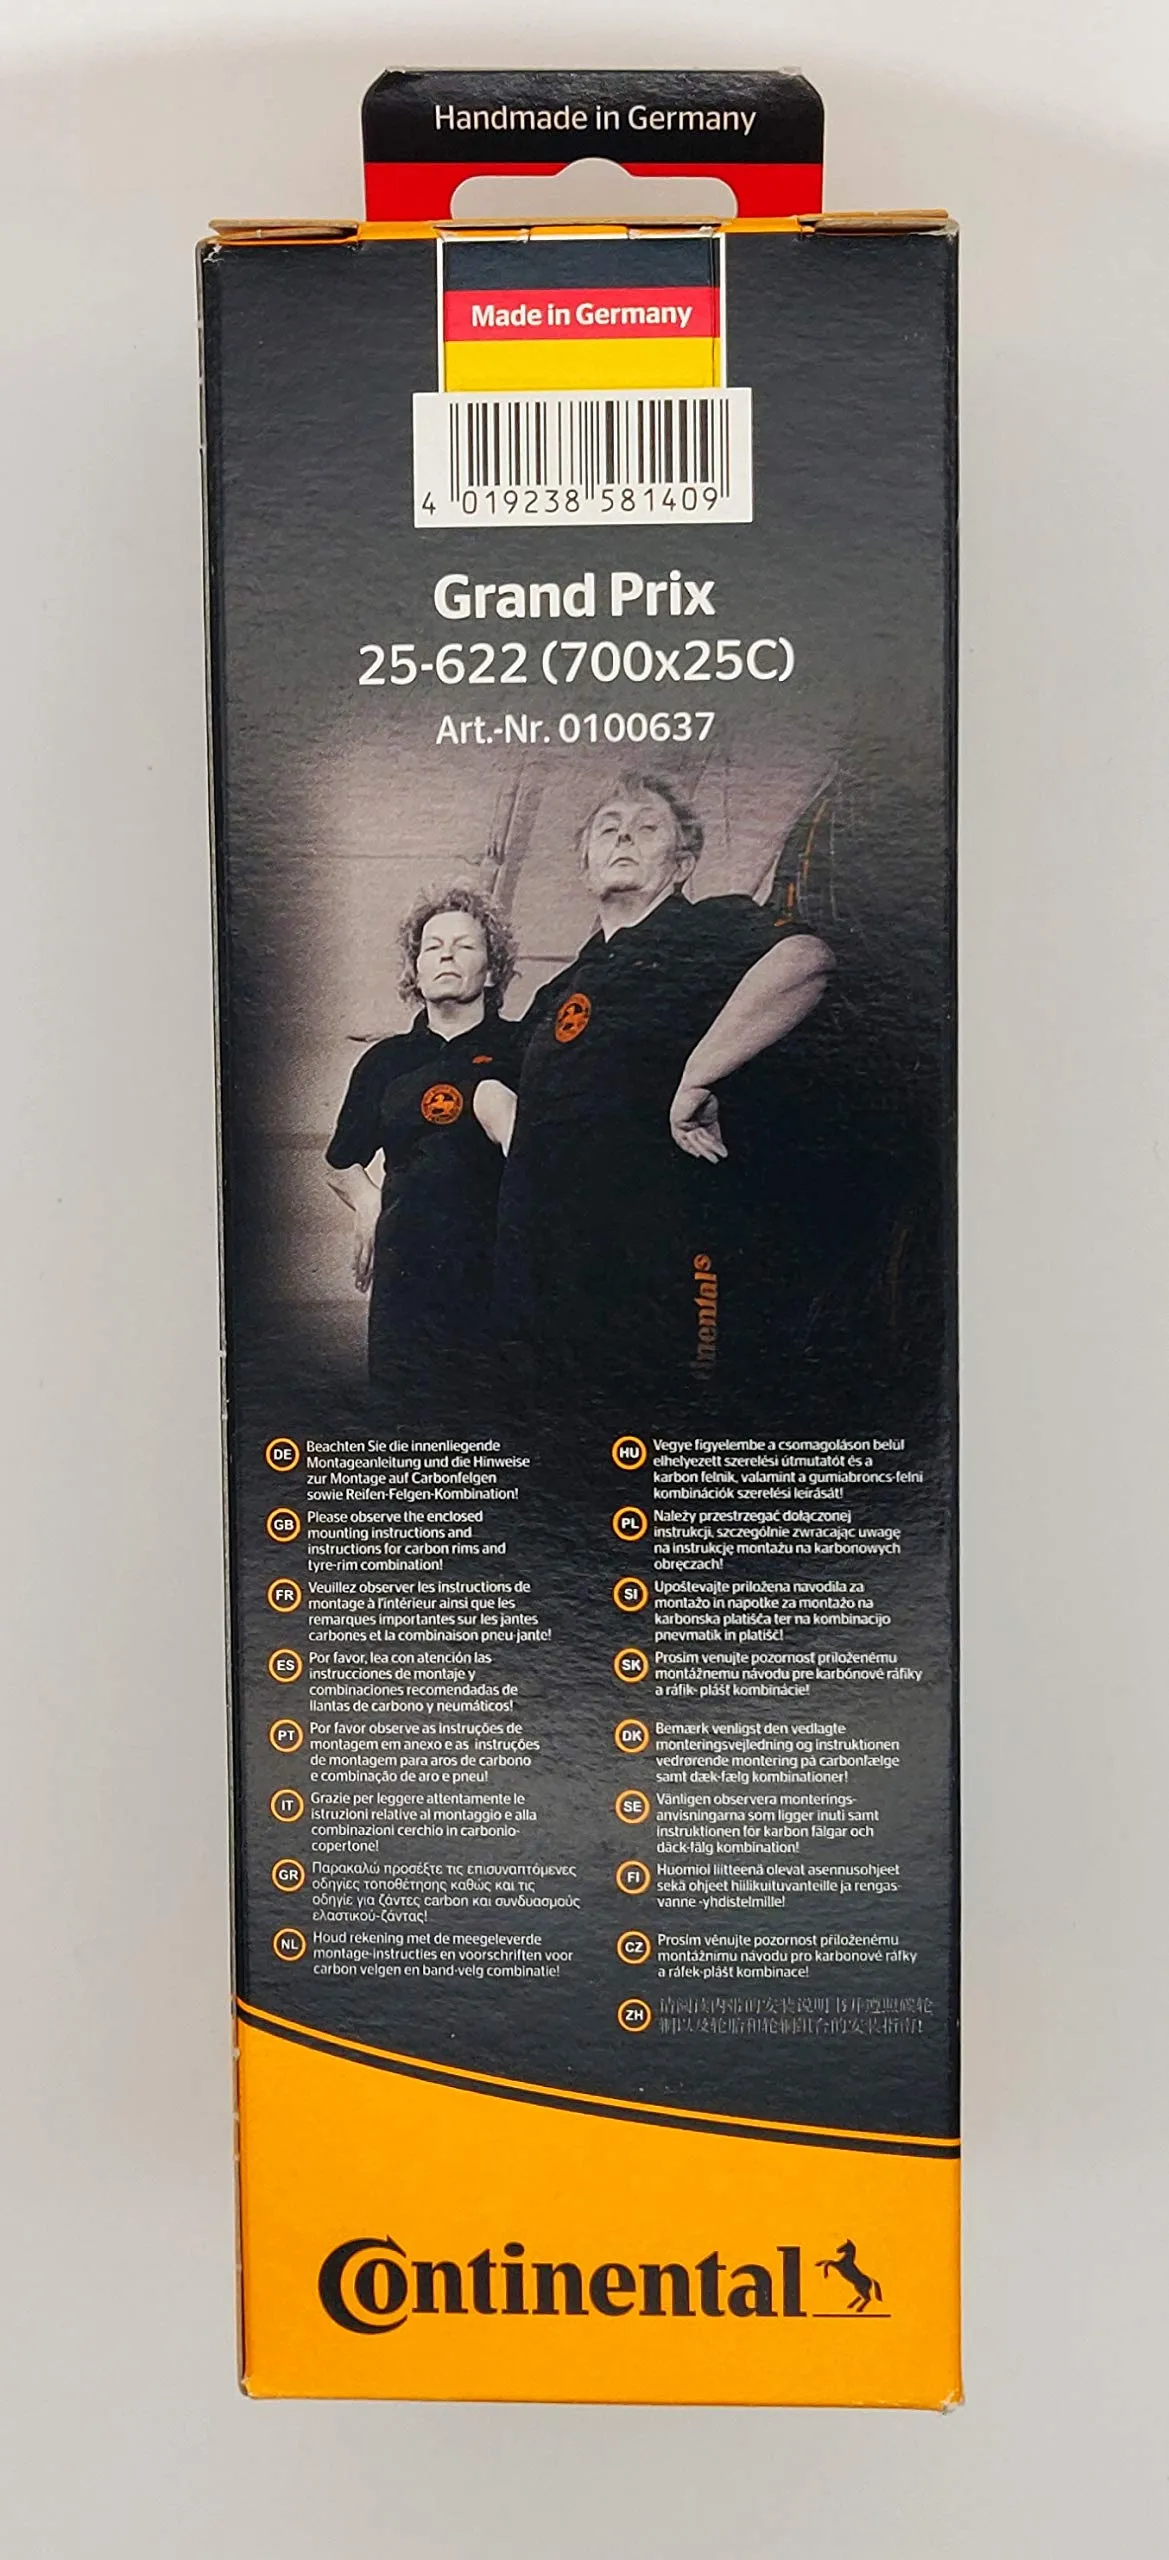 Handmade in Germany
Made in Germany
4 019238 581409
Grand Prix
25-622 (700x25C)
Art.-Nr. 0100637
inentals
DE
Beachten Sie die innenliegende
Montageanleitung und die Hinweise
zur Montage auf Carbonfelgen
sowie Reifen-Felgen-Kombination!
GB
Please observe the enclosed
mounting instructions and
instructions for carbon rims and
tyre-rim combination!
FR
Veuillez observer les instructions de
montage à l'intérieur ainsi que les
remarques importantes sur les jantes
carbones et la combinaison pneu-jante!
ES
Por favor, lea con atención las
instrucciones de montaje y
combinaciones recomendadas de
llantas de carbono y neumáticos!
PT
Por favor observe as instruções de
montagem em anexo e as instruções
de montagem para aros de carbono
e combinação de aro e pneu!
IT
Grazie per leggere attentamente le
istruzioni relative al montaggio e alla
combinazioni cerchio in carbonio-
copertone!
GR
Παρακαλώ προσέξτε τις επισυναπτόμενες
οδηγίες τοποθέτησης καθώς και τις
οδηγίε για ζάντες carbon και συνδυασμούς
ελαστικού-ζάντας!
NL
Houd rekening met de meegeleverde
montage-instructies en voorschriften voor
carbon velgen en band-velg combinatie!
HU
Vegye figyelembe a csomagoláson belül
elhelyezett szerelési útmutatót és a
karbon felnik, valamint a gumiabroncs-felni
kombinációk szerelési leírását!
PL
Należy przestrzegać dołączonej
instrukcji, szczególnie zwracając uwagę
na instrukcję montażu na karbonowych
obręczach!
SI
Upoštevajte priložena navodila za
montažo in napotke za montažo na
karbonska platišča ter na kombinacijo
pnevmatik in platišč!
SK
Prosim venujte pozornost priloženému
montážnemu návodu pre karbónové ráfiky
a ráfik- plášť kombinácie!
DK
Bemærk venligst den vedlagte
monteringsvejledning og instruktionen
vedrørende montering på carbonfælge
samt dæk-fælg kombinationer!
SE
Vänligen observera monterings-
anvisningarna som ligger inuti samt
instruktionen för karbon fälgar och
däck-fälg kombination!
FI
Huomioi liitteenä olevat asennusohjeet
sekä ohjeet hiilikuituvanteille ja rengas-
vanne -yhdistelmille!
CZ
Prosím věnujte pozornost přiloženému
montážnímu návodu pro karbonové ráfky
a ráfek-plášť kombinace!
ZH
Continental